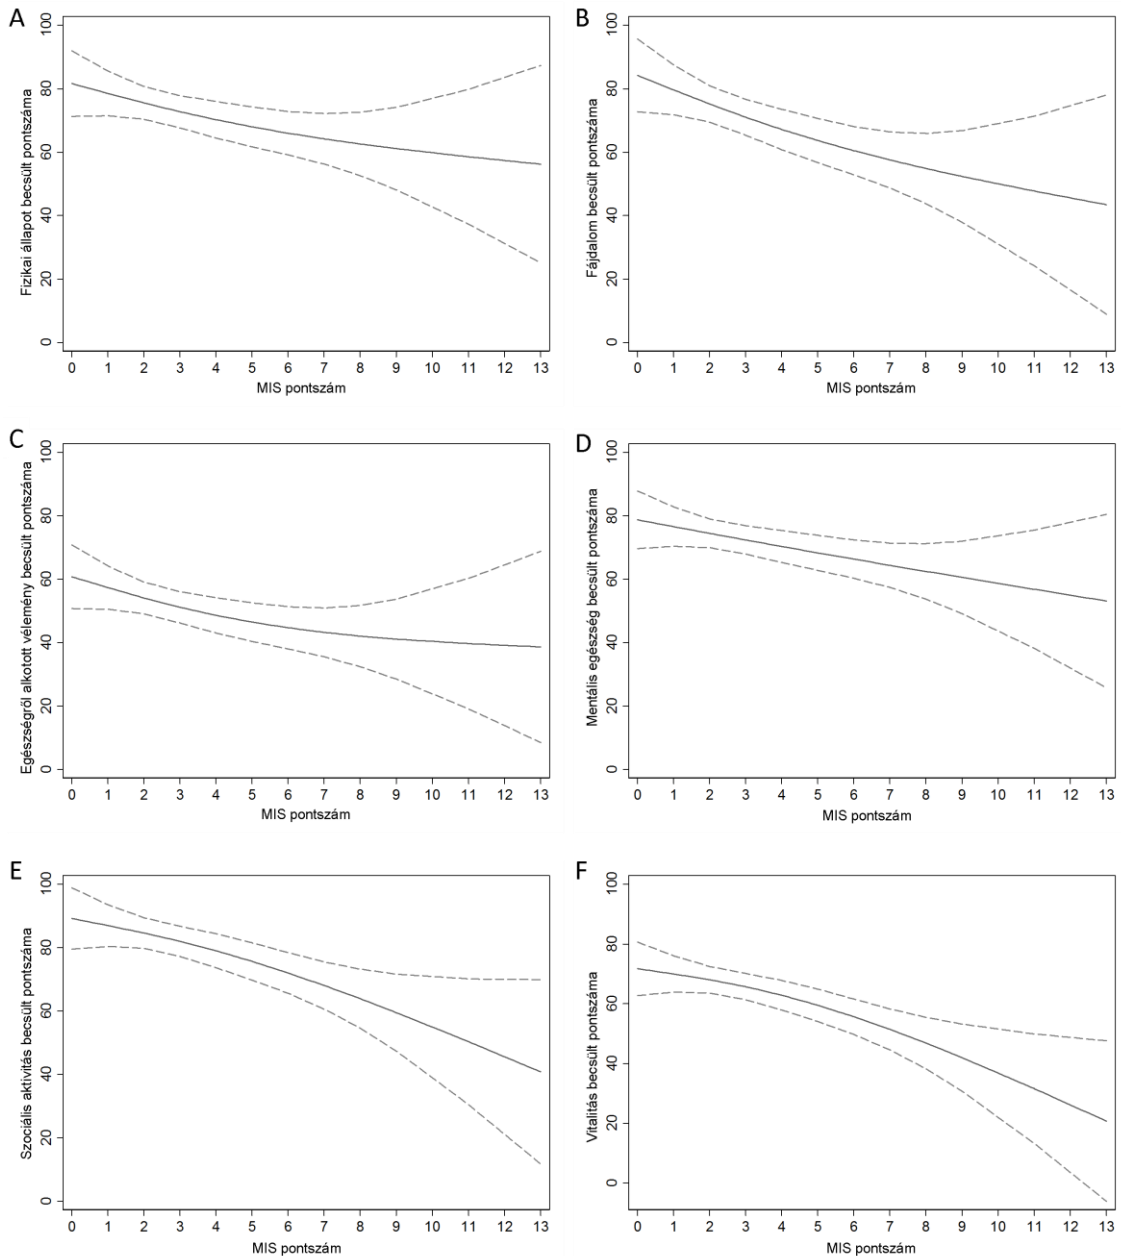 A
Fizikai állapot becsült pontszáma
0 20 40 60 80 100
0 1 2 3 4 5 6 7 8 9 10 11 12 13
MIS pontszám
B
Fájdalom becsült pontszáma
0 20 40 60 80 100
0 1 2 3 4 5 6 7 8 9 10 11 12 13
MIS pontszám
C
Egészségről alkotott vélemény becsült pontszáma
0 20 40 60 80 100
0 1 2 3 4 5 6 7 8 9 10 11 12 13
MIS pontszám
D
Mentális egészség becsült pontszáma
0 20 40 60 80 100
0 1 2 3 4 5 6 7 8 9 10 11 12 13
MIS pontszám
E
Szociális aktivitás becsült pontszáma
0 20 40 60 80 100
0 1 2 3 4 5 6 7 8 9 10 11 12 13
MIS pontszám
F
Vitalitás becsült pontszáma
0 20 40 60 80 100
0 1 2 3 4 5 6 7 8 9 10 11 12 13
MIS pontszám